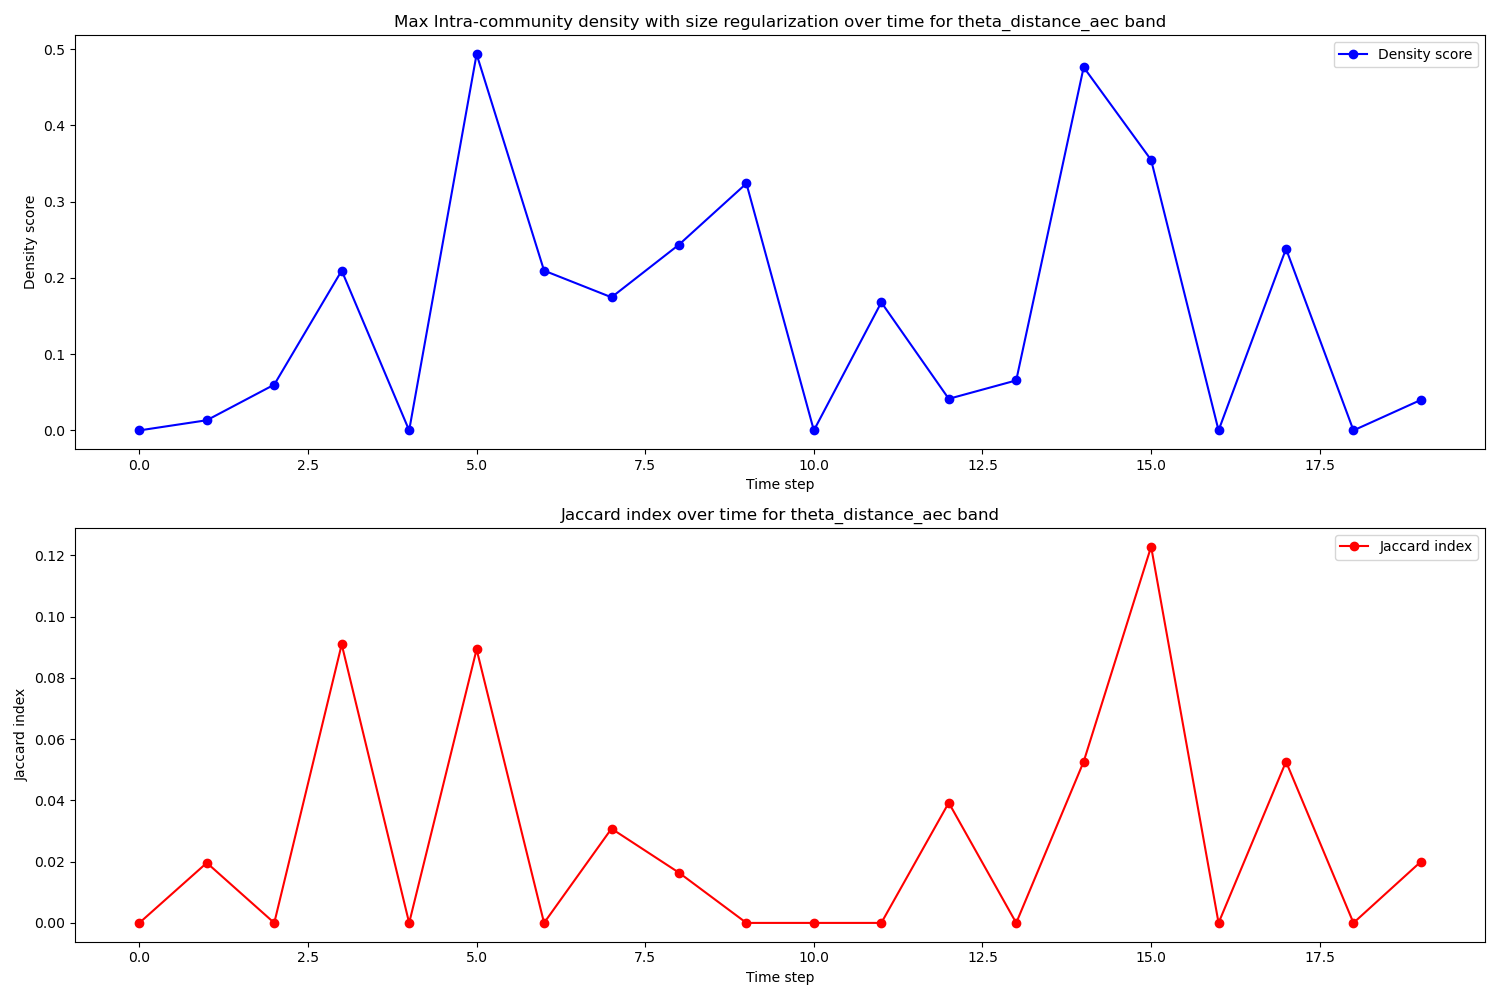 Max Intra-community density with size regularization over time for theta_distance_aec band
Density score
0.5
0.4
0.3
0.2
0.1
0.0
Density score
0.0 2.5 5.0 7.5 10.0 12.5 15.0 17.5
Time step
Jaccard index over time for theta_distance_aec band
Jaccard index
0.12
0.10
0.08
0.06
0.04
0.02
0.00
Jaccard index
0.0 2.5 5.0 7.5 10.0 12.5 15.0 17.5
Time step